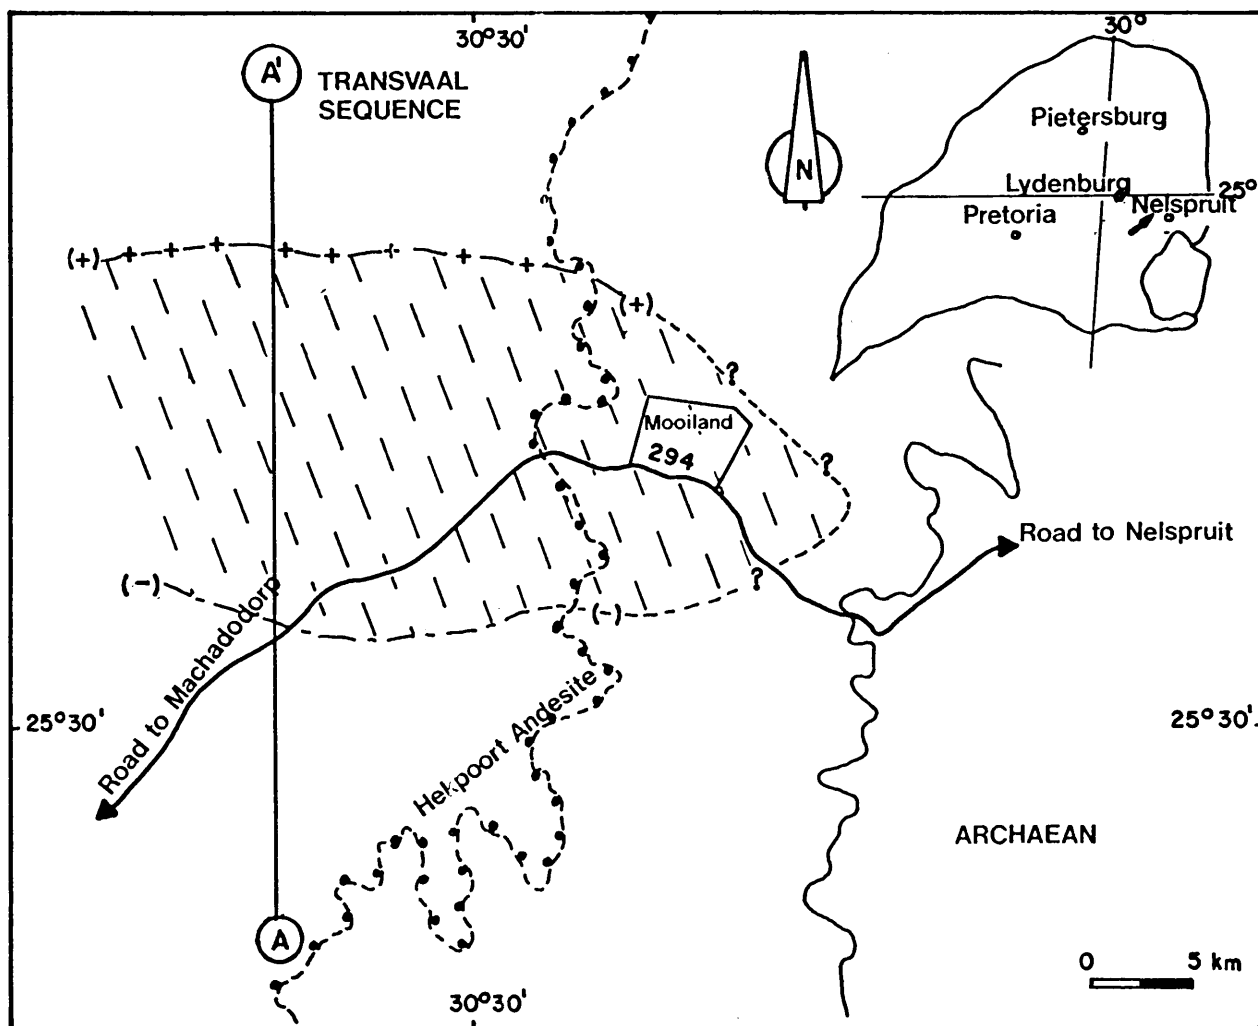 30°30'
30°
A'
TRANSVAAL
SEQUENCE
Pietersburg
N
Lydenburg
25°
Nelspruit
Pretoria
(+)
(+)
?
Mooiland
294
?
Road to Nelspruit
(-)
?
(-)
Road to Machadodorp
Hekpoort Andesite
25°30'
25°30'
ARCHAEAN
A
0 5 km
30°30'